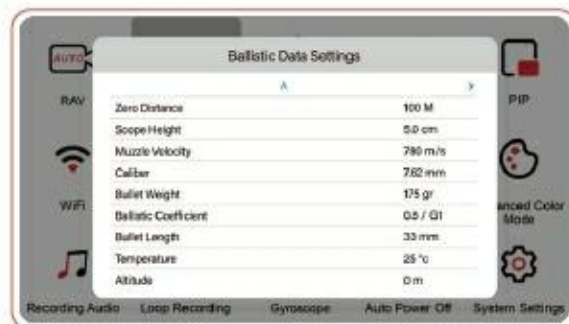 Ballistic Data Settings
A
Zero Distance 100 M
Scope Height 5.0 cm
Muzzle Velocity 790 m/s
Caliber 7.62 mm
Bullet Weight 175 gr
Ballistic Coefficient 0.5 / G1
Bullet Length 33 mm
Temperature 25 °c
Altitude 0 m
AUTO
RAV
PIP
WiFi
anced Color
Mode
Recording Audio Loop Recording Gyroscope Auto Power Off System Settings